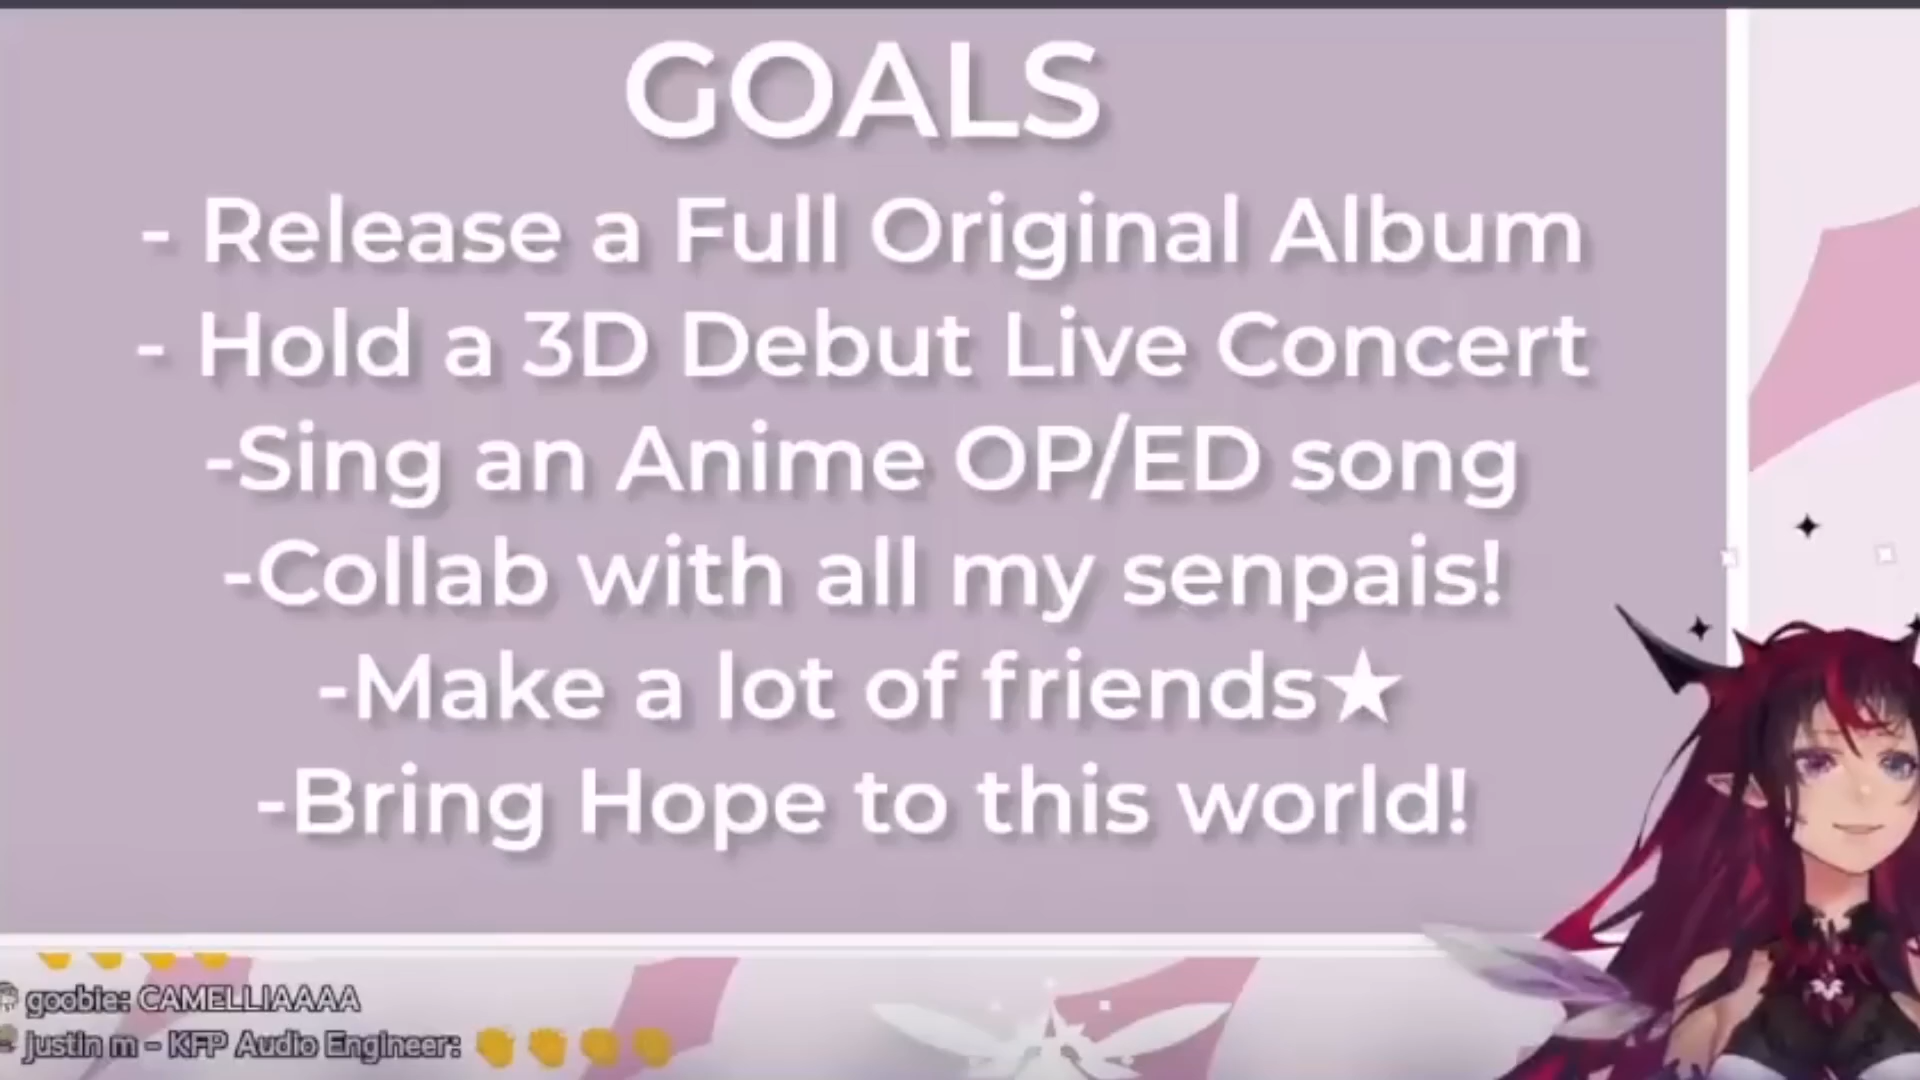 GOALS
- Release a Full Original Album
- Hold a 3D Debut Live Concert
-Sing an Anime OP/ED song
-Collab with all my senpais!
-Make a lot of friends★
-Bring Hope to this world!
goobie: CAMELLIAAAA
justin m - KFP Audio Engineer: 👏👏👏👏